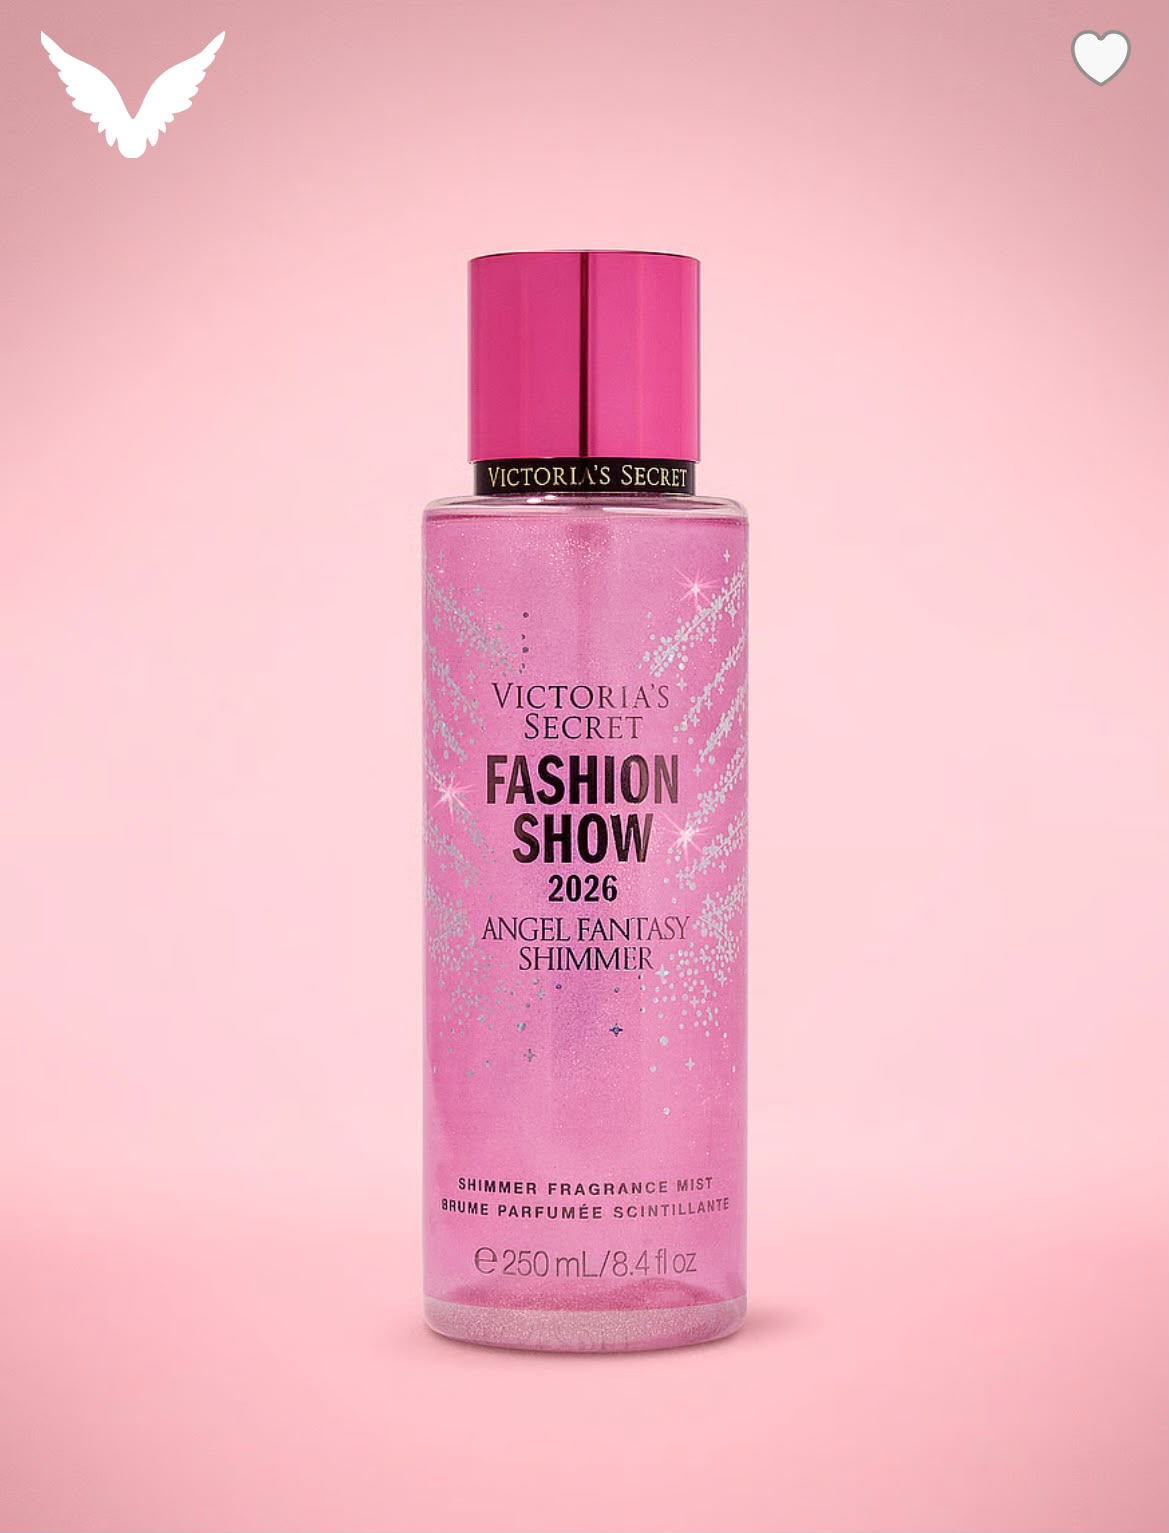 VICTORIA'S SECRET
VICTORIA'S
SECRET
FASHION
SHOW
2026
ANGEL FANTASY
SHIMMER
SHIMMER FRAGRANCE MIST
BRUME PARFUMÉE SCINTILLANTE
℮ 250 mL/8.4 fl oz